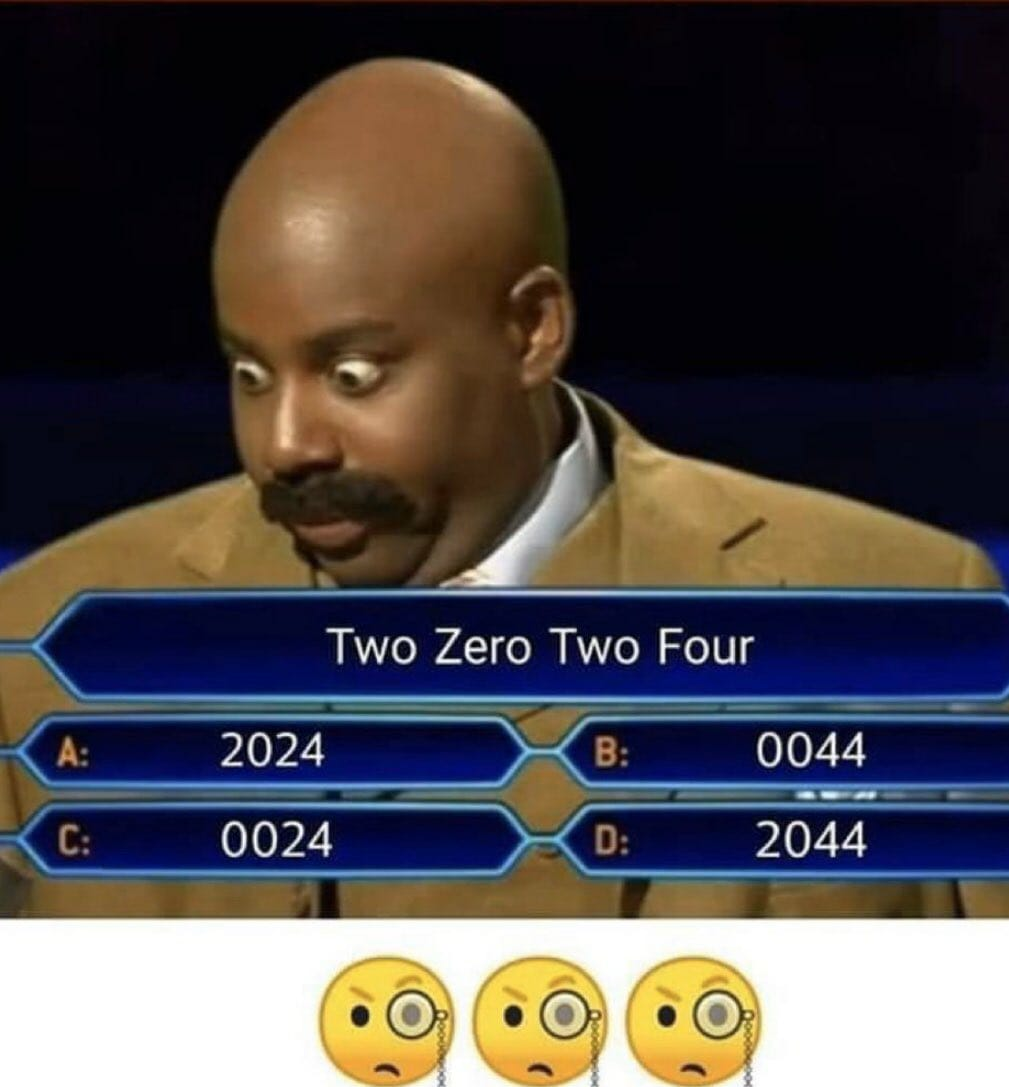 Two Zero Two Four
A: 2024
B: 0044
C: 0024
D: 2044